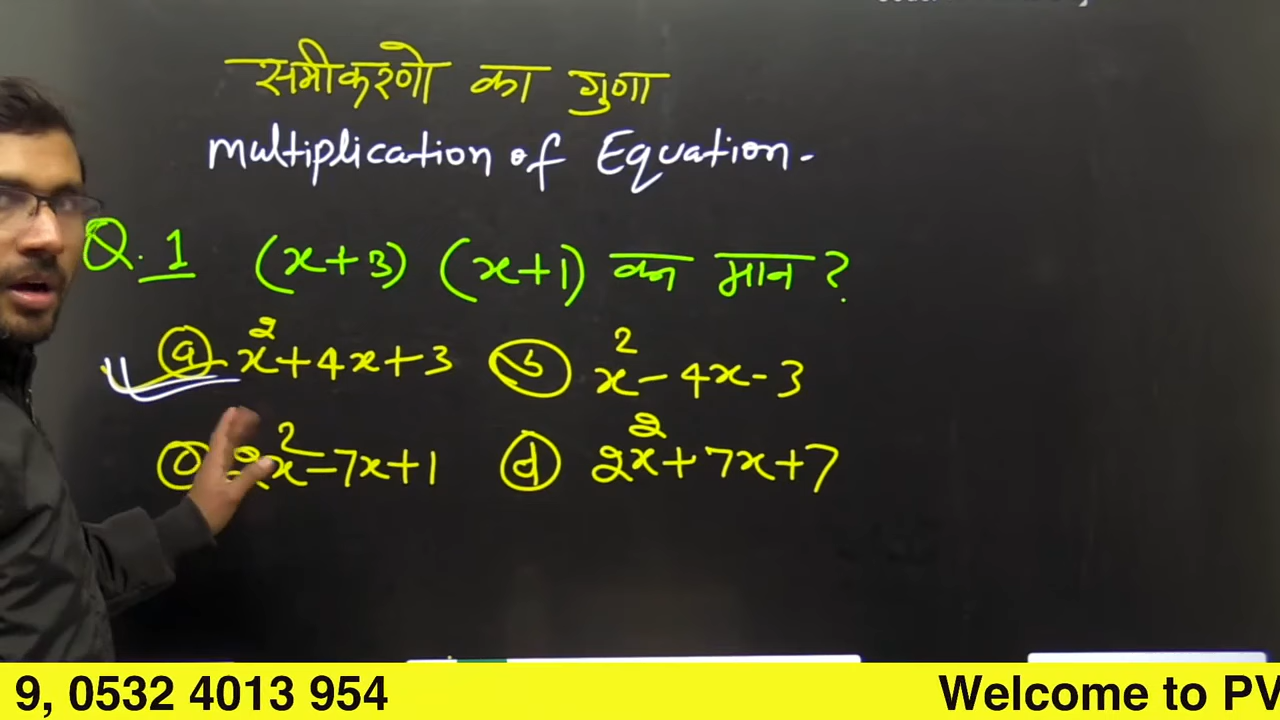 समीकरणो का गुणा
Multiplication of Equation.
Q.1 (x+3) (x+1) का मान ?
(a) x²+4x+3 (b) x²-4x-3
(c) 2x²-7x+1 (d) 2x²+7x+7
9, 0532 4013 954 Welcome to PV